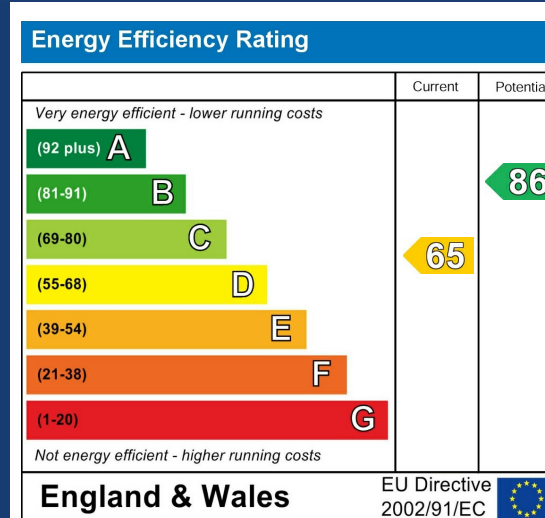 Energy Efficiency Rating
Current Potentia
Very energy efficient - lower running costs
(92 plus) A
(81-91) B
86
(69-80) C
65
(55-68) D
(39-54) E
(21-38) F
(1-20) G
Not energy efficient - higher running costs
England & Wales
EU Directive
2002/91/EC